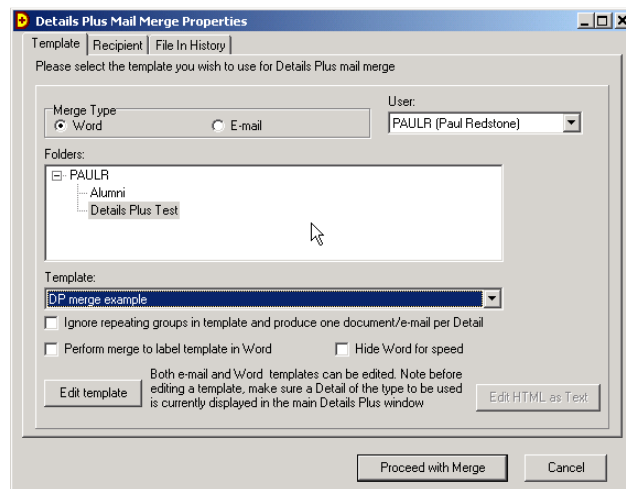 Details Plus Mail Merge Properties
Template Recipient File In History
Please select the template you wish to use for Details Plus mail merge
Merge Type
Word E-mail
User:
PAULR (Paul Redstone)
Folders:
PAULR
Alumni
Details Plus Test
Template:
DP merge example
Ignore repeating groups in template and produce one document/e-mail per Detail
Perform merge to label template in Word Hide Word for speed
Edit template
Both e-mail and Word templates can be edited. Note before
editing a template, make sure a Detail of the type to be used
is currently displayed in the main Details Plus window
Edit HTML as Text
Proceed with Merge Cancel